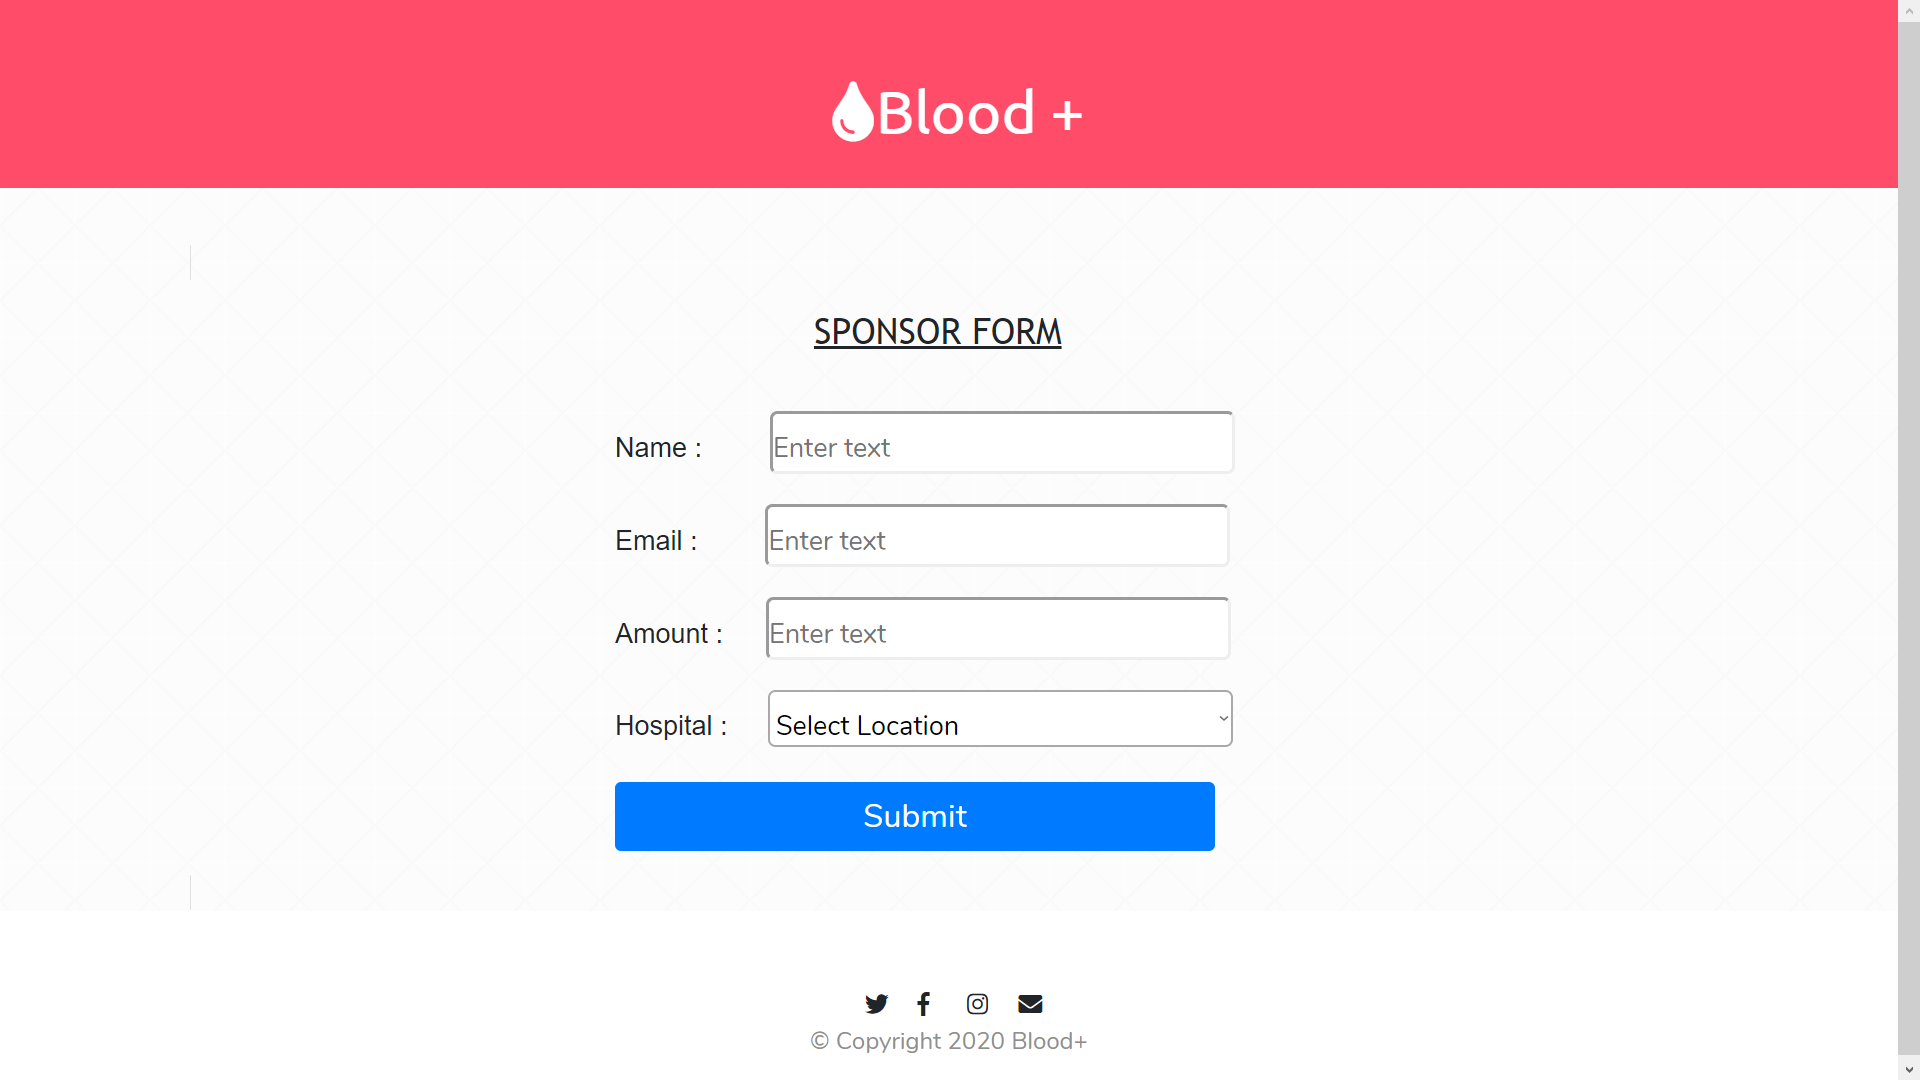 Blood +
SPONSOR FORM
Name : Enter text
Email : Enter text
Amount : Enter text
Hospital : Select Location
Submit
© Copyright 2020 Blood+